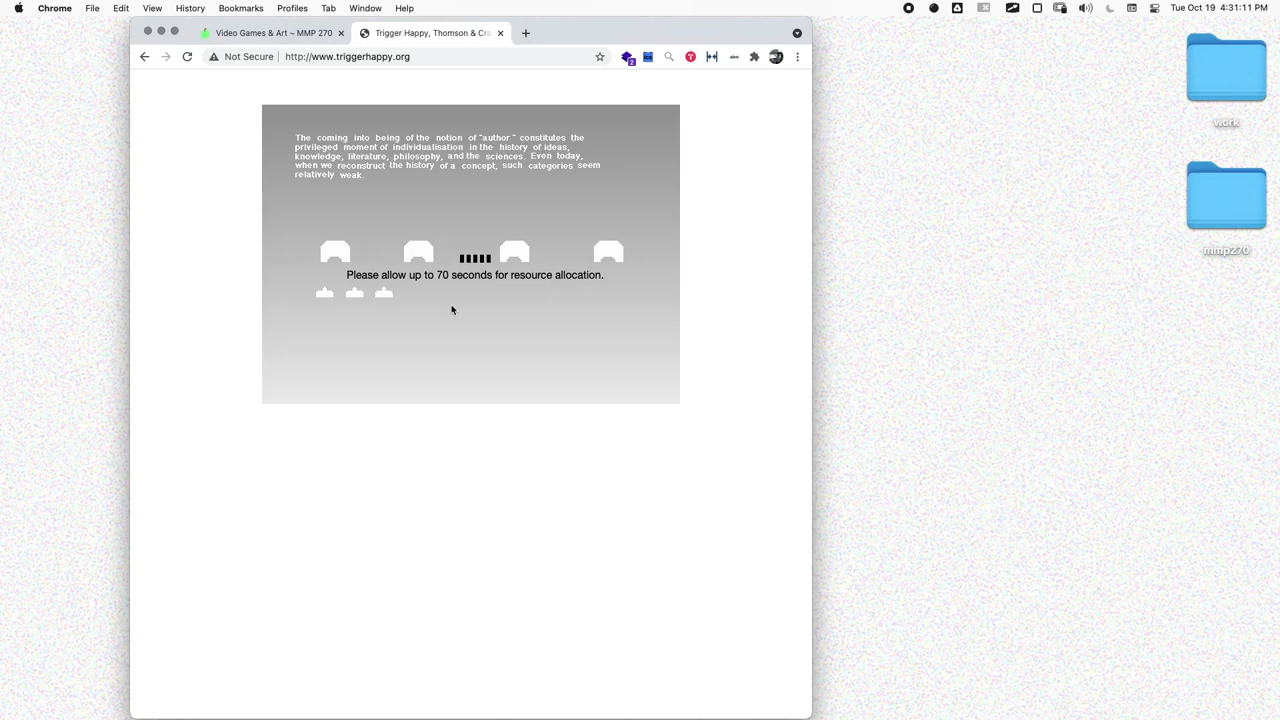 Chrome File Edit View History Bookmarks Profiles Tab Window Help Tue Oct 19 4:31:11 PM
Video Games & Art ~ MMP 270 Trigger Happy, Thomson & Cra
Not Secure http://www.triggerhappy.org
The coming into being of the notion of "author" constitutes the
privileged moment of individualisation in the history of ideas,
knowledge, literature, philosophy, and the sciences. Even today,
when we reconstruct the history of a concept, such categories seem
relatively weak.
Please allow up to 70 seconds for resource allocation.
work
mmp270